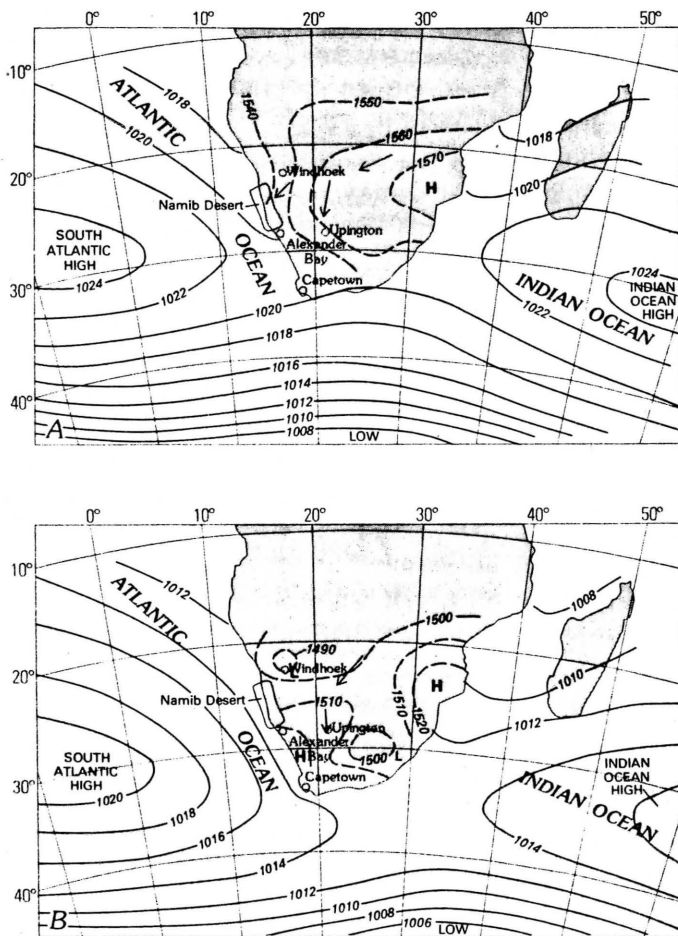 0° 10° 20° 30° 40° 50°
10°
20°
30°
40°
ATLANTIC
OCEAN
1018
1020
1540
1550
1560
1570
H
1018
1020
Windhoek
Namib Desert
Upington
Alexander
Bay
Capetown
SOUTH
ATLANTIC
HIGH
1024
1022
1020
1018
1016
1014
1012
1010
1008
LOW
INDIAN OCEAN
1024
INDIAN
OCEAN
HIGH
1022
A
0° 10° 20° 30° 40° 50°
10°
20°
30°
40°
ATLANTIC
OCEAN
1012
1500
1490
L
Windhoek
1008
1010
1012
Namib Desert
1510
H
1510
1520
Upington
Alexander
Bay
H
1500
L
Capetown
SOUTH
ATLANTIC
HIGH
1020
1018
1016
1014
1012
1010
1008
1006
LOW
INDIAN OCEAN
INDIAN
OCEAN
HIGH
1014
B